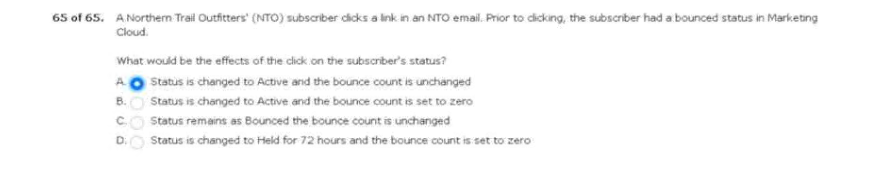 65 of 65. A Northern Trail Outfitters' (NTO) subscriber clicks a link in an NTO email. Prior to clicking, the subscriber had a bounced status in Marketing
Cloud.
What would be the effects of the click on the subscriber's status?
A. Status is changed to Active and the bounce count is unchanged
B. Status is changed to Active and the bounce count is set to zero
C. Status remains as Bounced the bounce count is unchanged
D. Status is changed to Held for 72 hours and the bounce count is set to zero